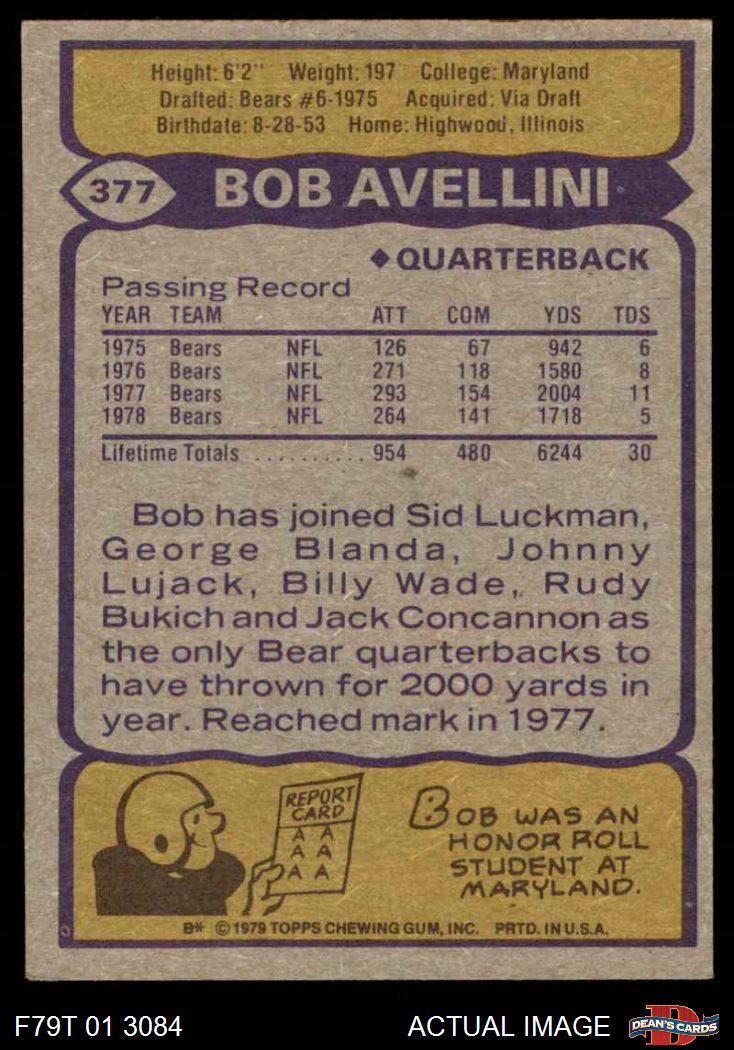 Height: 6'2" Weight: 197 College: Maryland
Drafted: Bears #6-1975 Acquired: Via Draft
Birthdate: 8-28-53 Home: Highwood, Illinois
377 BOB AVELLINI
◆ QUARTERBACK
Passing Record
YEAR TEAM ATT COM YDS TDS
1975 Bears NFL 126 67 942 6
1976 Bears NFL 271 118 1580 8
1977 Bears NFL 293 154 2004 11
1978 Bears NFL 264 141 1718 5
Lifetime Totals .......... 954 480 6244 30
Bob has joined Sid Luckman,
George Blanda, Johnny
Lujack, Billy Wade, Rudy
Bukich and Jack Concannon as
the only Bear quarterbacks to
have thrown for 2000 yards in
year. Reached mark in 1977.
REPORT
CARD
A A
A A
A A
BOB WAS AN
HONOR ROLL
STUDENT AT
MARYLAND.
B* © 1979 TOPPS CHEWING GUM, INC. PRTD. IN U.S.A.
F79T 01 3084 ACTUAL IMAGE D DEAN'S CARDS